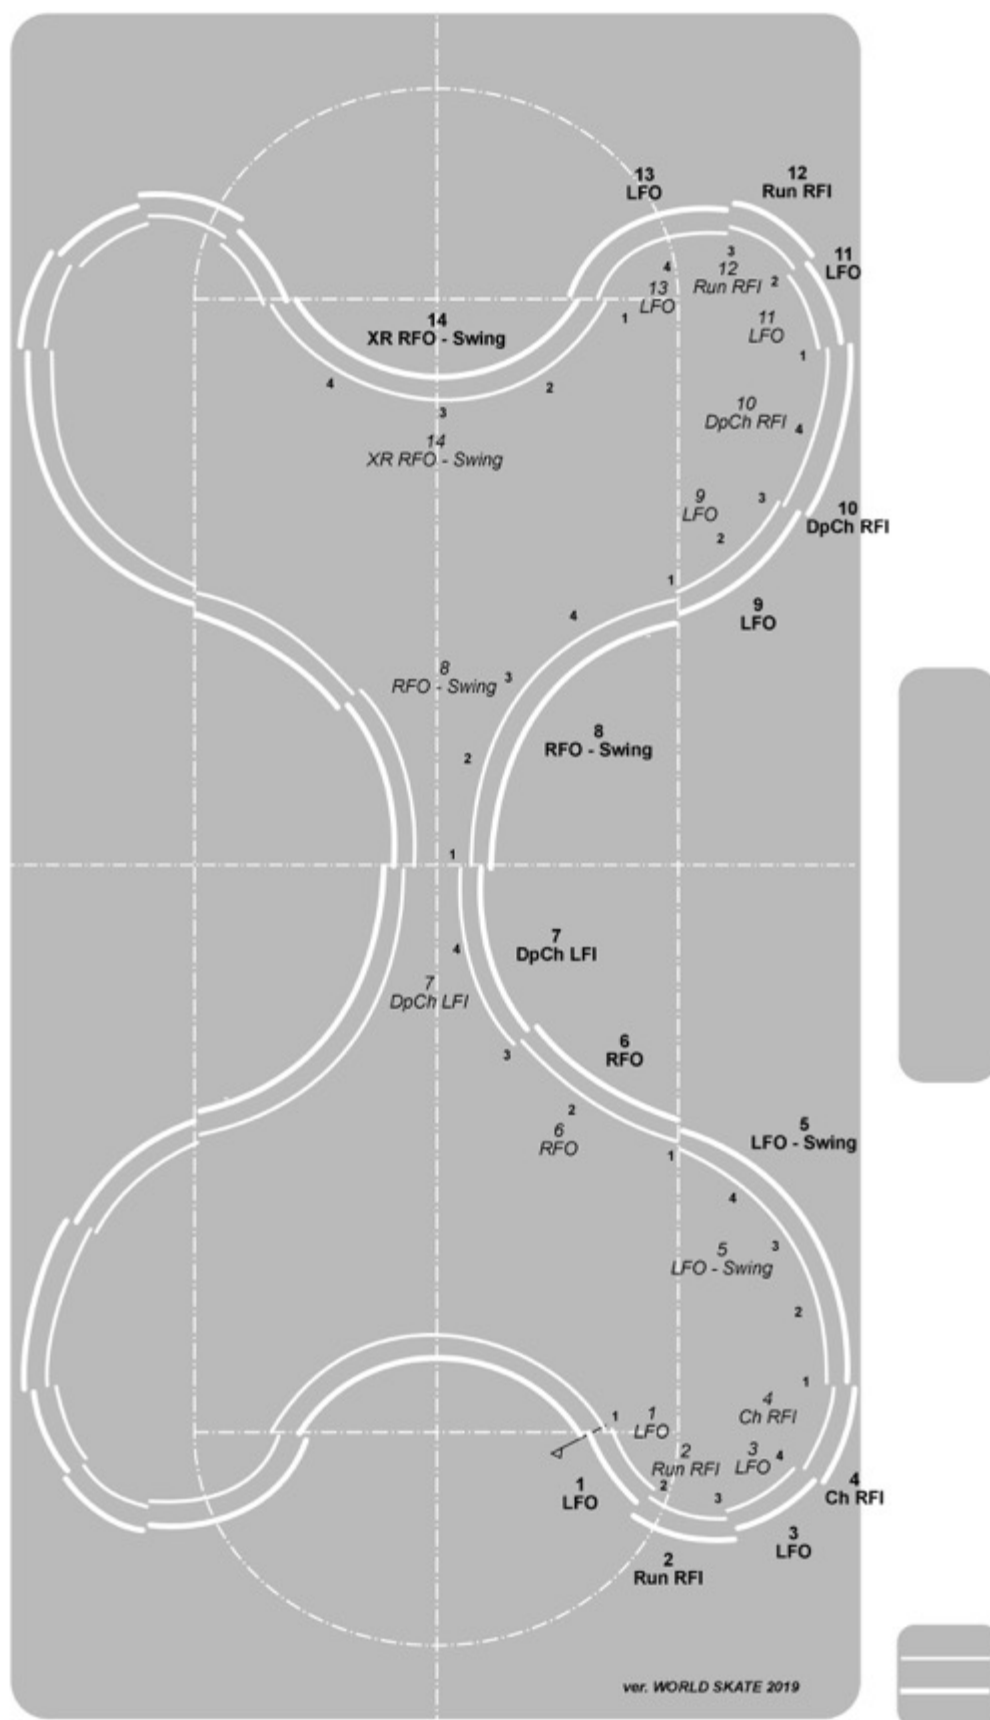 13
LFO
12
Run RFI
11
LFO
3
4
12
Run RFI
2
13
LFO
1
11
LFO
14
XR RFO - Swing
1
4
2
3
10
DpCh RFI
4
14
XR RFO - Swing
9
LFO
3
10
DpCh RFI
2
1
9
LFO
4
8
RFO - Swing
3
8
RFO - Swing
2
1
7
DpCh LFI
4
7
DpCh LFI
6
RFO
3
2
6
RFO
5
LFO - Swing
1
4
3
5
LFO - Swing
2
1
4
Ch RFI
1
1
LFO
2
Run RFI
3
LFO
4
4
Ch RFI
1
LFO
2
3
3
LFO
2
Run RFI
ver. WORLD SKATE 2019